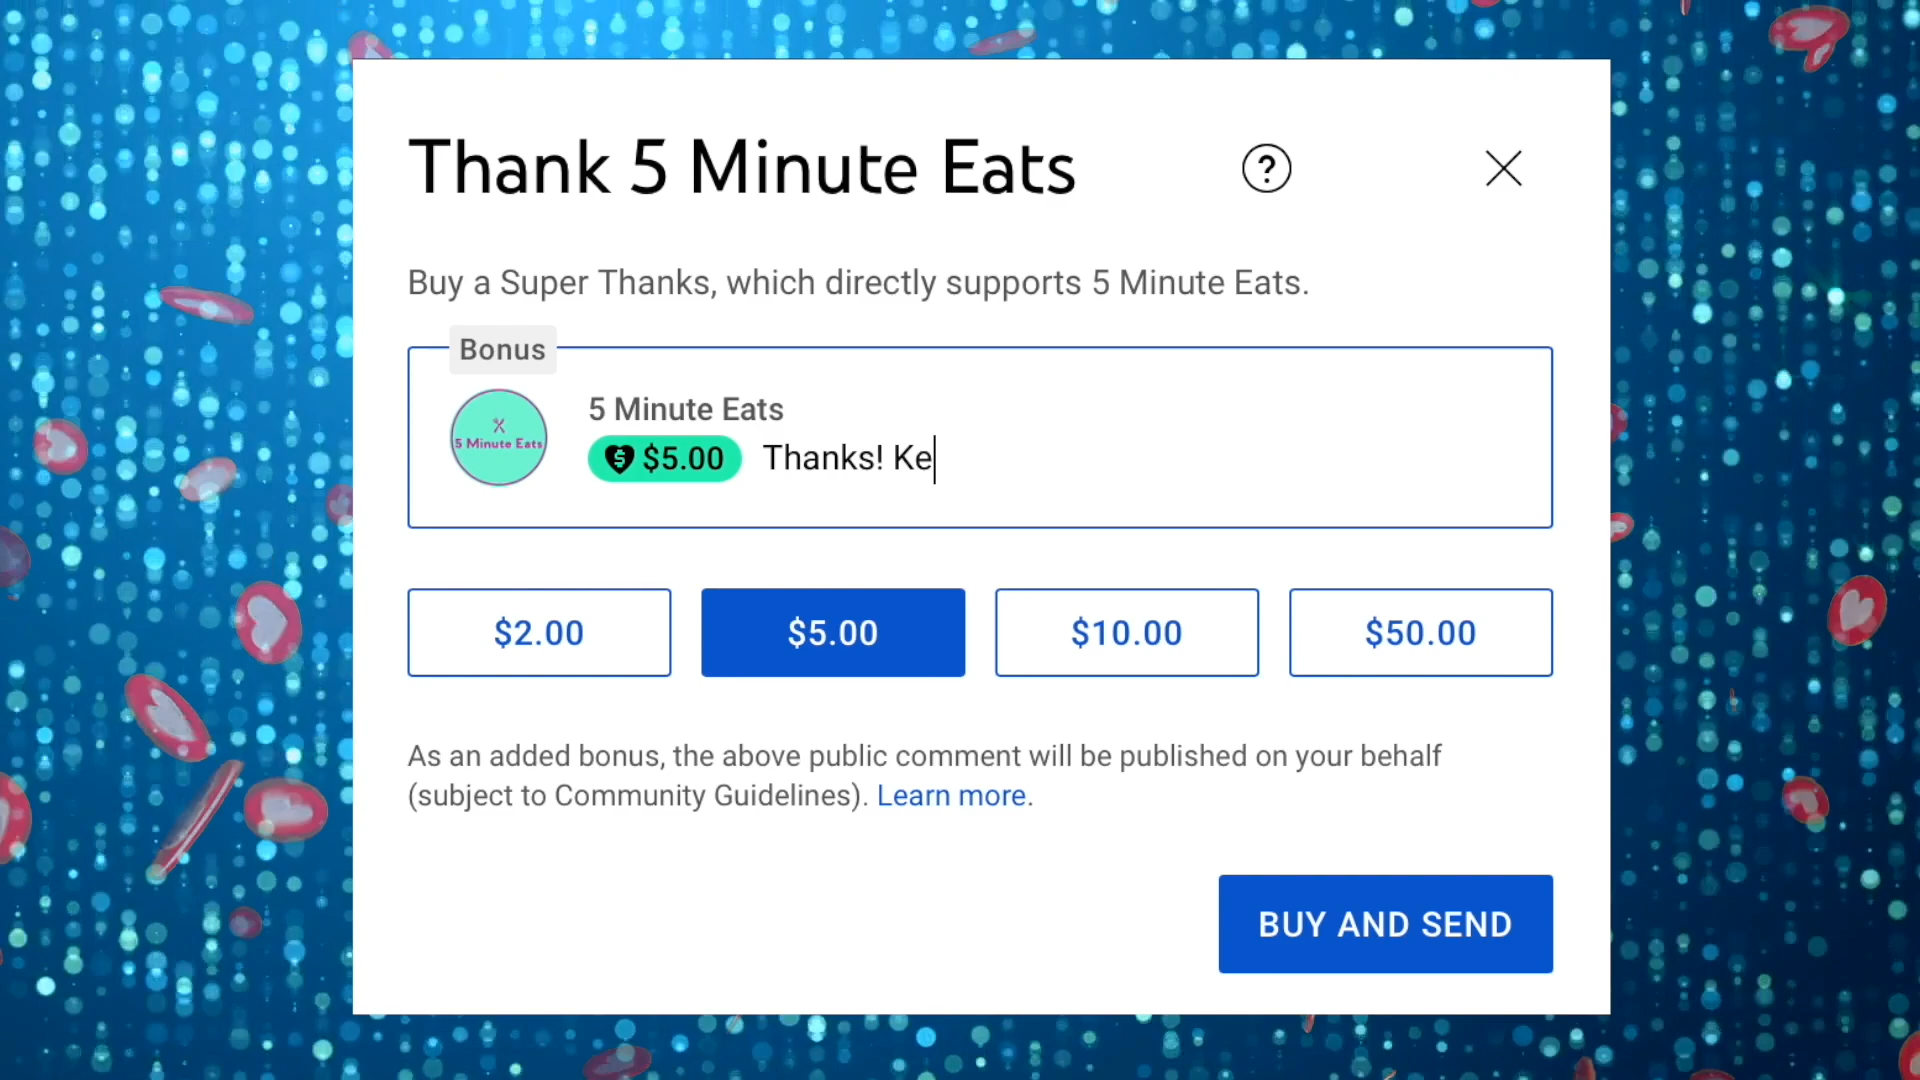 Thank 5 Minute Eats
?
Buy a Super Thanks, which directly supports 5 Minute Eats.
Bonus
5 Minute Eats
5 Minute Eats
$ $5.00 Thanks! Ke
$2.00 $5.00 $10.00 $50.00
As an added bonus, the above public comment will be published on your behalf
(subject to Community Guidelines). Learn more.
BUY AND SEND